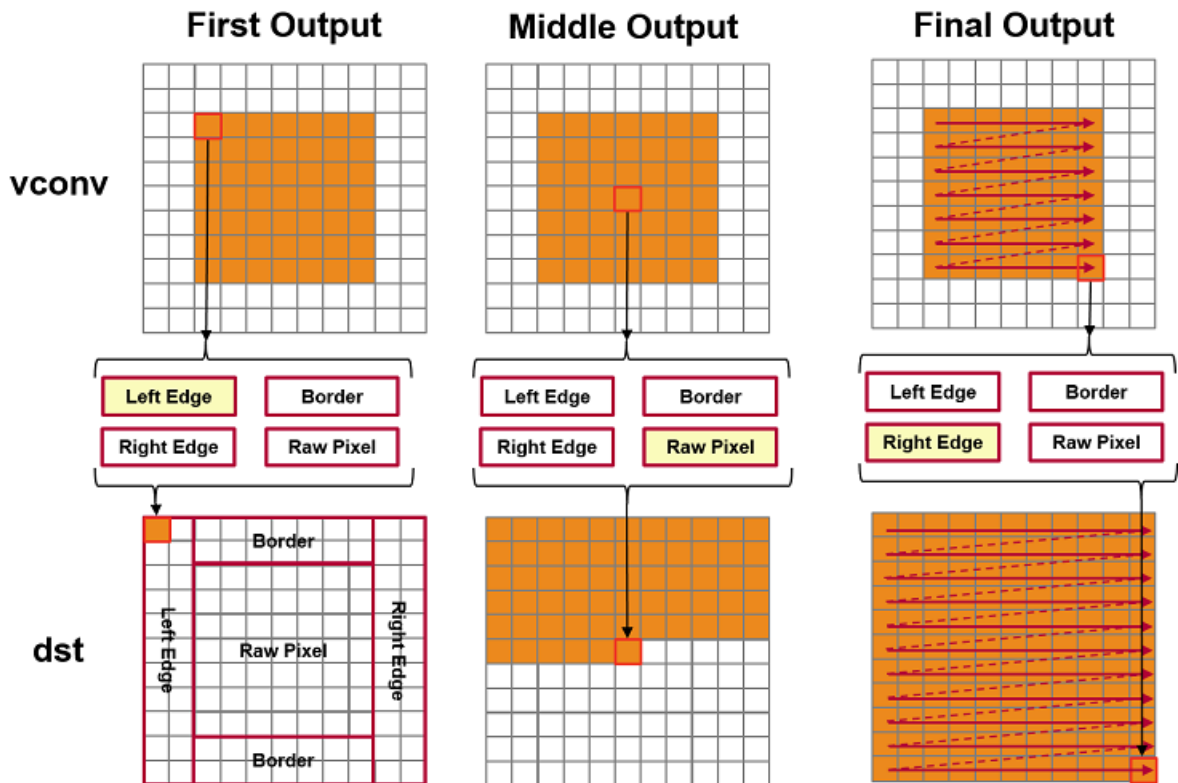 First Output
Middle Output
Final Output
vconv
Left Edge
Border
Right Edge
Raw Pixel
Left Edge
Border
Right Edge
Raw Pixel
Left Edge
Border
Right Edge
Raw Pixel
dst
Border
Left Edge
Raw Pixel
Right Edge
Border